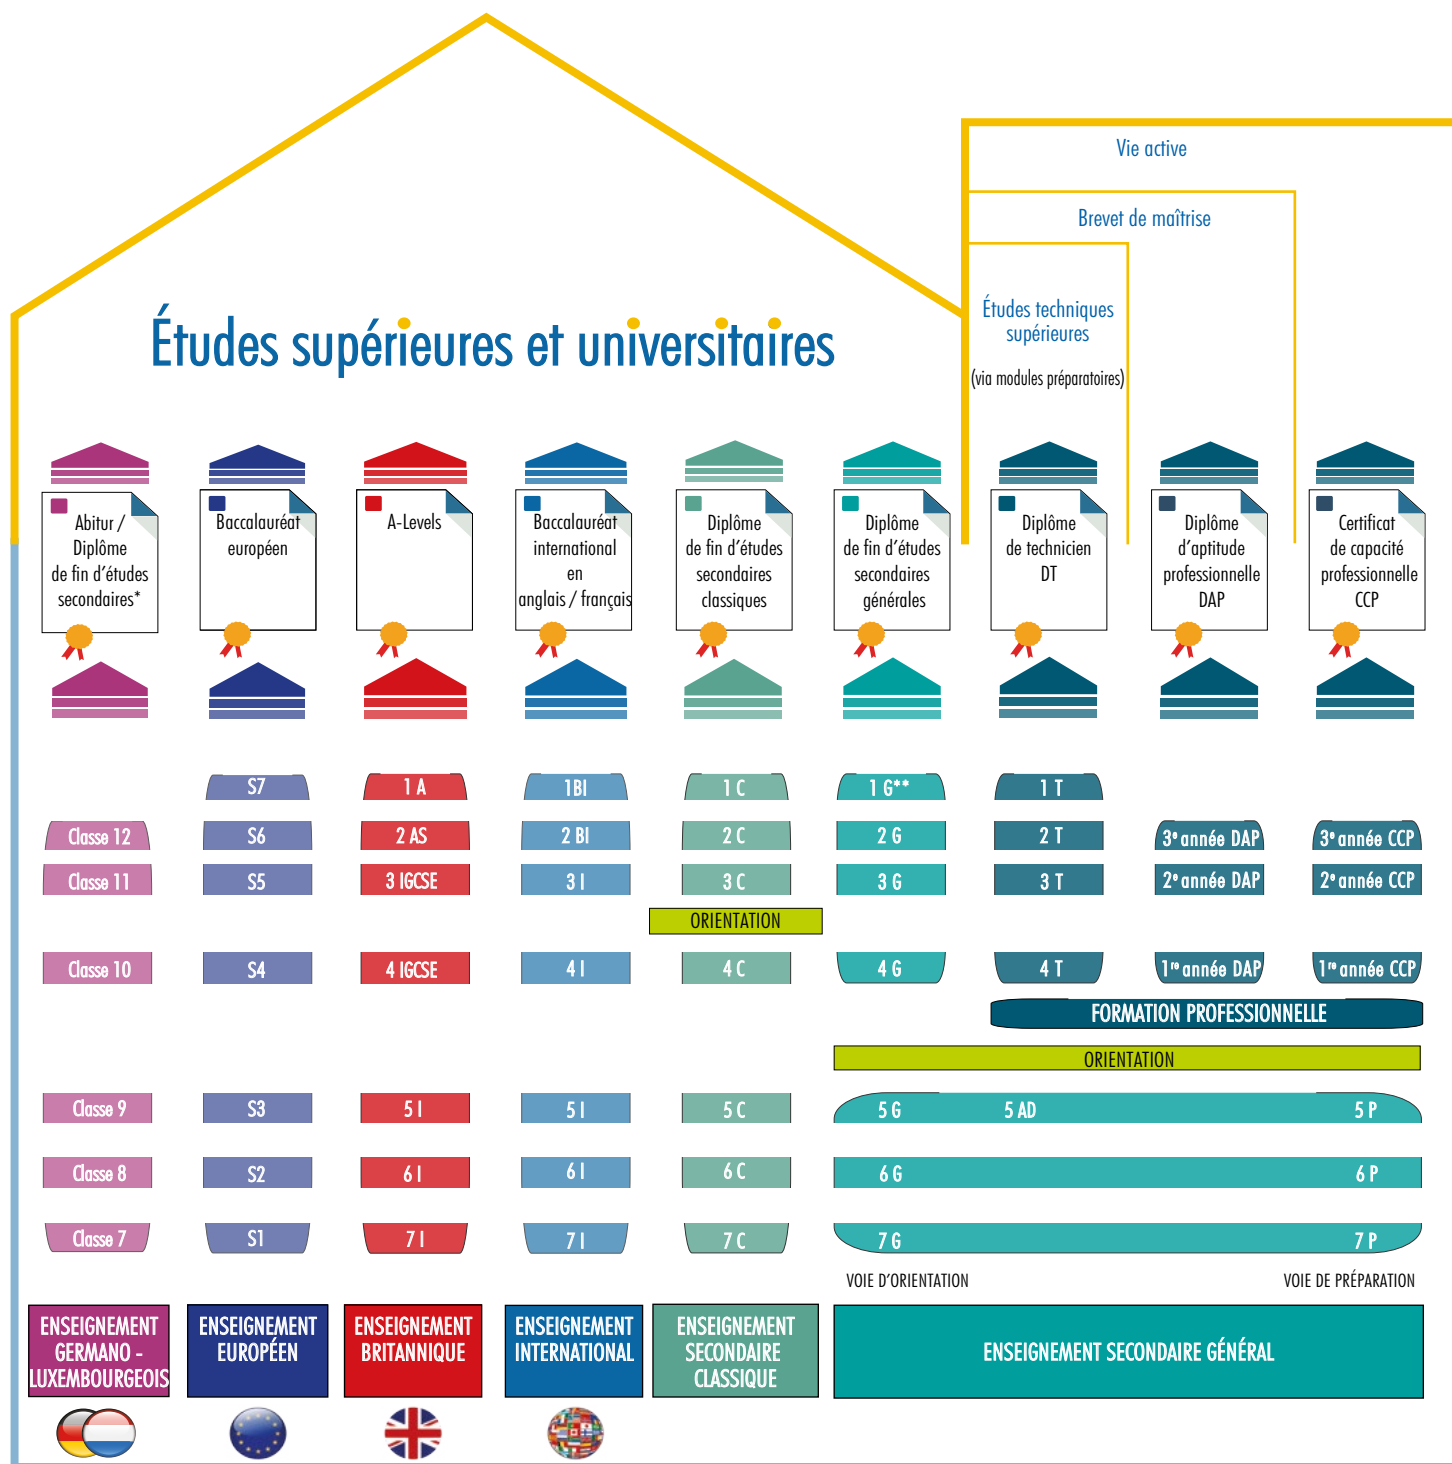 Vie active
Brevet de maîtrise
Études techniques
supérieures
(via modules préparatoires)
Études supérieures et universitaires
Abitur /
Diplôme
de fin d'études
secondaires*
Baccalauréat
européen
A-Levels
Baccalauréat
international
en
anglais / français
Diplôme
de fin d'études
secondaires
classiques
Diplôme
de fin d'études
secondaires
générales
Diplôme
de technicien
DT
Diplôme
d'aptitude
professionnelle
DAP
Certificat
de capacité
professionnelle
CCP
S7 1 A 1BI 1 C 1 G** 1 T
Classe 12 S6 2 AS 2 BI 2 C 2 G 2 T 3e année DAP 3e année CCP
Classe 11 S5 3 IGCSE 3 I 3 C 3 G 3 T 2e année DAP 2e année CCP
ORIENTATION
Classe 10 S4 4 IGCSE 4 I 4 C 4 G 4 T 1re année DAP 1re année CCP
FORMATION PROFESSIONNELLE
ORIENTATION
Classe 9 S3 5 I 5 I 5 C 5 G 5 AD 5 P
Classe 8 S2 6 I 6 I 6 C 6 G 6 P
Classe 7 S1 7 I 7 I 7 C 7 G 7 P
VOIE D'ORIENTATION VOIE DE PRÉPARATION
ENSEIGNEMENT
GERMANO -
LUXEMBOURGEOIS
ENSEIGNEMENT
EUROPÉEN
ENSEIGNEMENT
BRITANNIQUE
ENSEIGNEMENT
INTERNATIONAL
ENSEIGNEMENT
SECONDAIRE
CLASSIQUE
ENSEIGNEMENT SECONDAIRE GÉNÉRAL